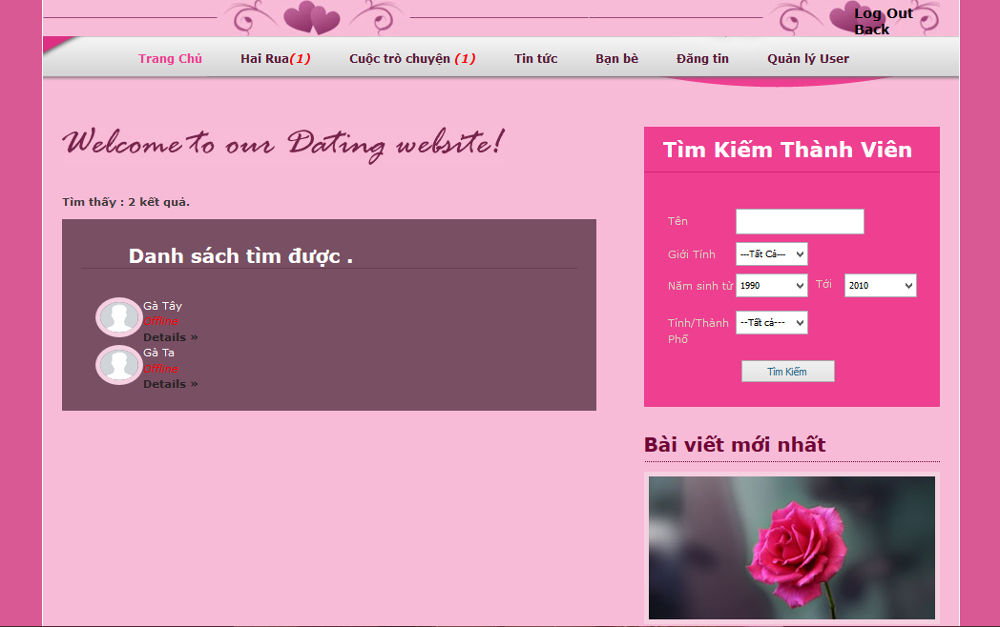 Log Out
Back
Trang Chủ Hai Rua(1) Cuộc trò chuyện (1) Tin tức Bạn bè Đăng tin Quản lý User
Welcome to our Dating website!
Tìm thấy : 2 kết quả.
Danh sách tìm được .
Gà Tây
Offline
Details »
Gà Ta
Offline
Details »
Tìm Kiếm Thành Viên
Tên
Giới Tính ---Tất Cả---
Năm sinh từ 1990 Tới 2010
Tính/Thành --Tất cả---
Phố
Tìm Kiếm
Bài viết mới nhất